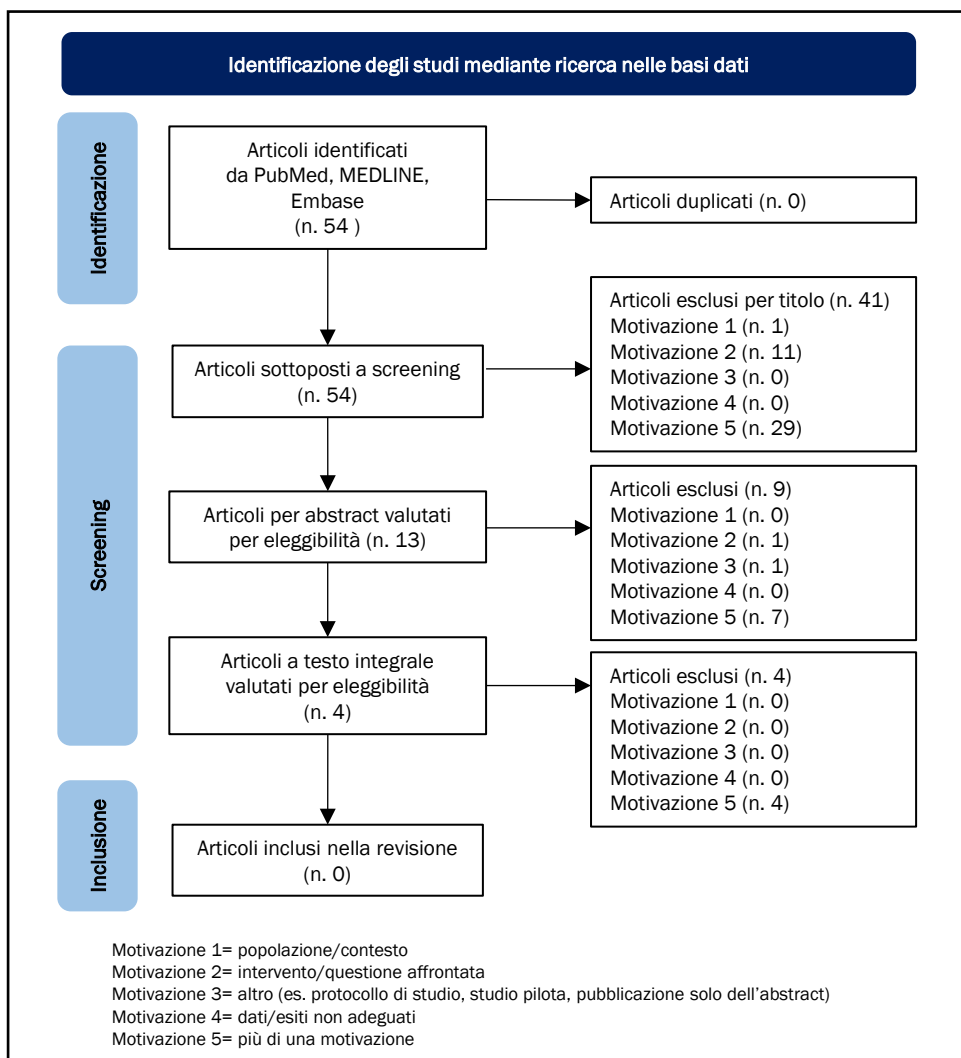 Identificazione degli studi mediante ricerca nelle basi dati
Identificazione
Articoli identificati
da PubMed, MEDLINE,
Embase
(n. 54 )
Articoli duplicati (n. 0)
Screening
Articoli sottoposti a screening
(n. 54)
Articoli esclusi per titolo (n. 41)
Motivazione 1 (n. 1)
Motivazione 2 (n. 11)
Motivazione 3 (n. 0)
Motivazione 4 (n. 0)
Motivazione 5 (n. 29)
Articoli per abstract valutati
per eleggibilità (n. 13)
Articoli esclusi (n. 9)
Motivazione 1 (n. 0)
Motivazione 2 (n. 1)
Motivazione 3 (n. 1)
Motivazione 4 (n. 0)
Motivazione 5 (n. 7)
Articoli a testo integrale
valutati per eleggibilità
(n. 4)
Articoli esclusi (n. 4)
Motivazione 1 (n. 0)
Motivazione 2 (n. 0)
Motivazione 3 (n. 0)
Motivazione 4 (n. 0)
Motivazione 5 (n. 4)
Inclusione
Articoli inclusi nella revisione
(n. 0)
Motivazione 1= popolazione/contesto
Motivazione 2= intervento/questione affrontata
Motivazione 3= altro (es. protocollo di studio, studio pilota, pubblicazione solo dell’abstract)
Motivazione 4= dati/esiti non adeguati
Motivazione 5= più di una motivazione